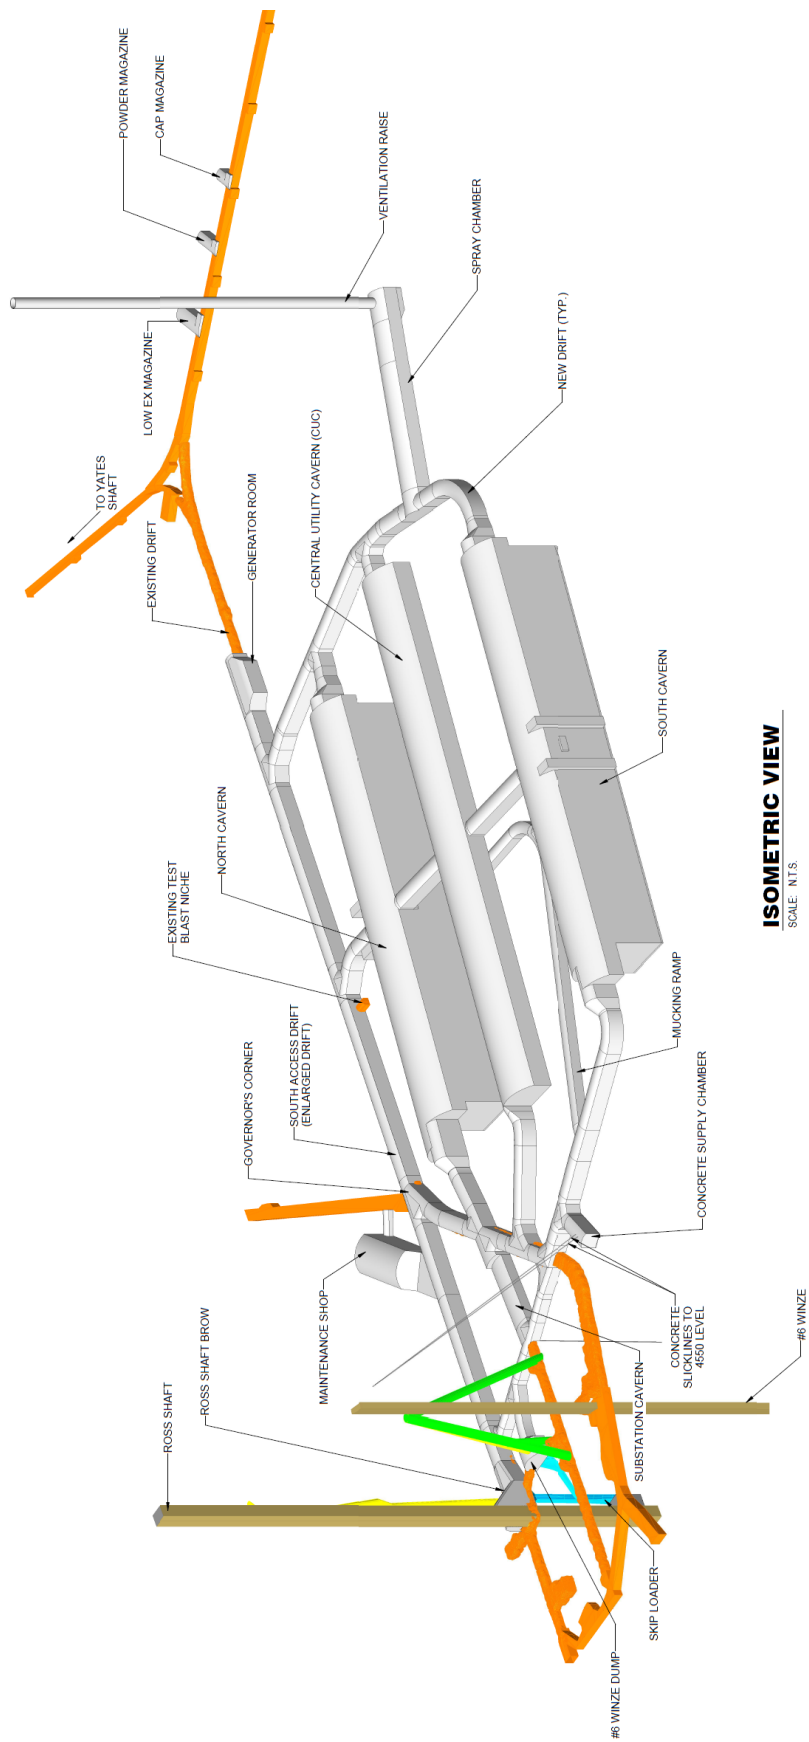 POWDER MAGAZINE
CAP MAGAZINE
VENTILATION RAISE
SPRAY CHAMBER
LOW EX MAGAZINE
NEW DRIFT (TYP.)
TO YATES
SHAFT
EXISTING DRIFT
GENERATOR ROOM
CENTRAL UTILITY CAVERN (CUC)
SOUTH CAVERN
NORTH CAVERN
EXISTING TEST
BLAST NICHE
ISOMETRIC VIEW
SCALE: N.T.S.
MUCKING RAMP
SOUTH ACCESS DRIFT
(ENLARGED DRIFT)
GOVERNOR'S CORNER
CONCRETE SUPPLY CHAMBER
MAINTENANCE SHOP
CONCRETE
SLICKLINES TO
4550 LEVEL
#6 WINZE
ROSS SHAFT BROW
ROSS SHAFT
SUBSTATION CAVERN
SKIP LOADER
#6 WINZE DUMP